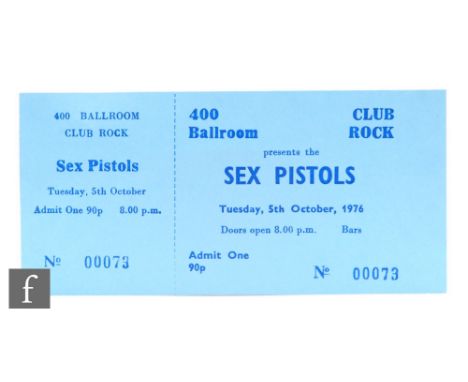 400 BALLROOM
CLUB ROCK
Sex Pistols
Tuesday, 5th October
Admit One 90p 8.00 p.m.
Nº 00073
400 CLUB
Ballroom ROCK
presents the
SEX PISTOLS
Tuesday, 5th October, 1976
Doors open 8.00 p.m. Bars
Admit One
90p
Nº 00073
f